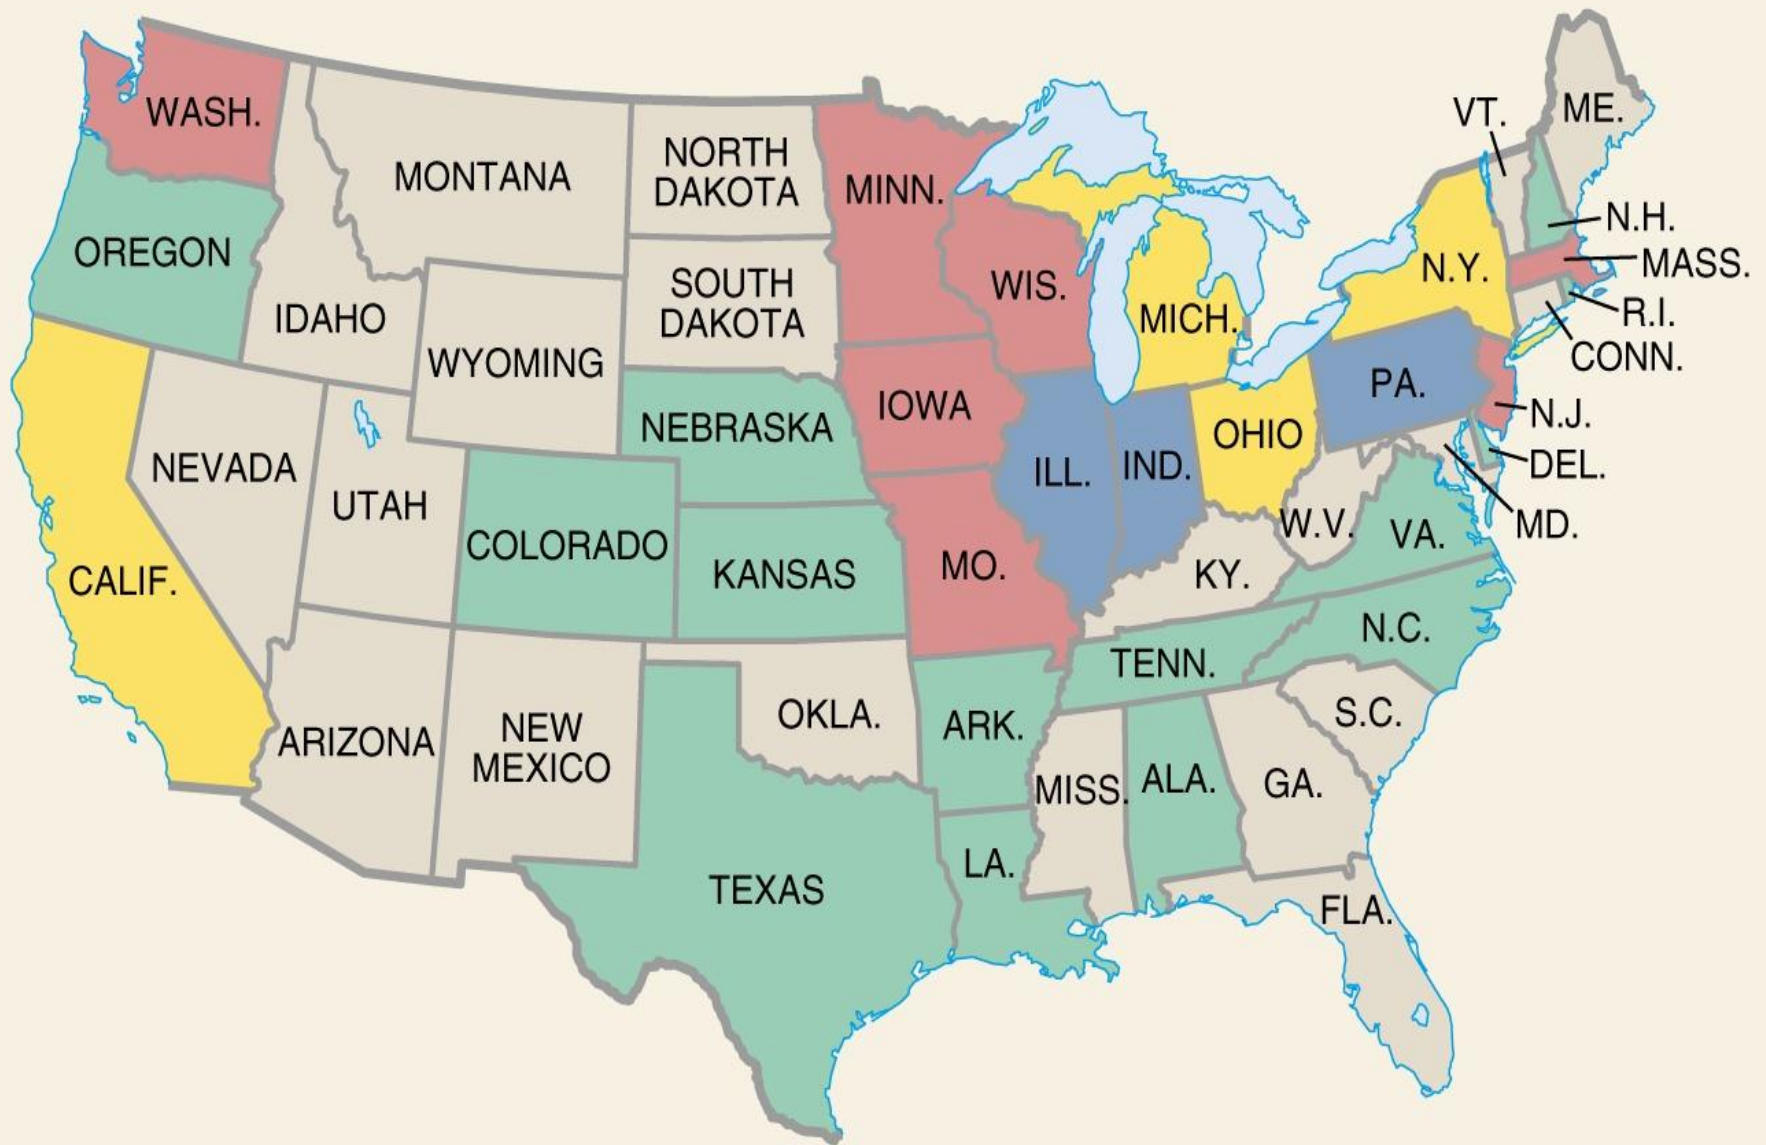 WASH.
MONTANA
NORTH
DAKOTA
MINN.
VT.
ME.
OREGON
IDAHO
SOUTH
DAKOTA
WIS.
MICH.
N.Y.
N.H.
MASS.
R.I.
CONN.
WYOMING
NEBRASKA
IOWA
PA.
N.J.
DEL.
MD.
NEVADA
UTAH
COLORADO
KANSAS
MO.
ILL.
IND.
OHIO
W.V.
VA.
CALIF.
KY.
N.C.
TENN.
ARIZONA
NEW
MEXICO
OKLA.
ARK.
S.C.
MISS.
ALA.
GA.
TEXAS
LA.
FLA.